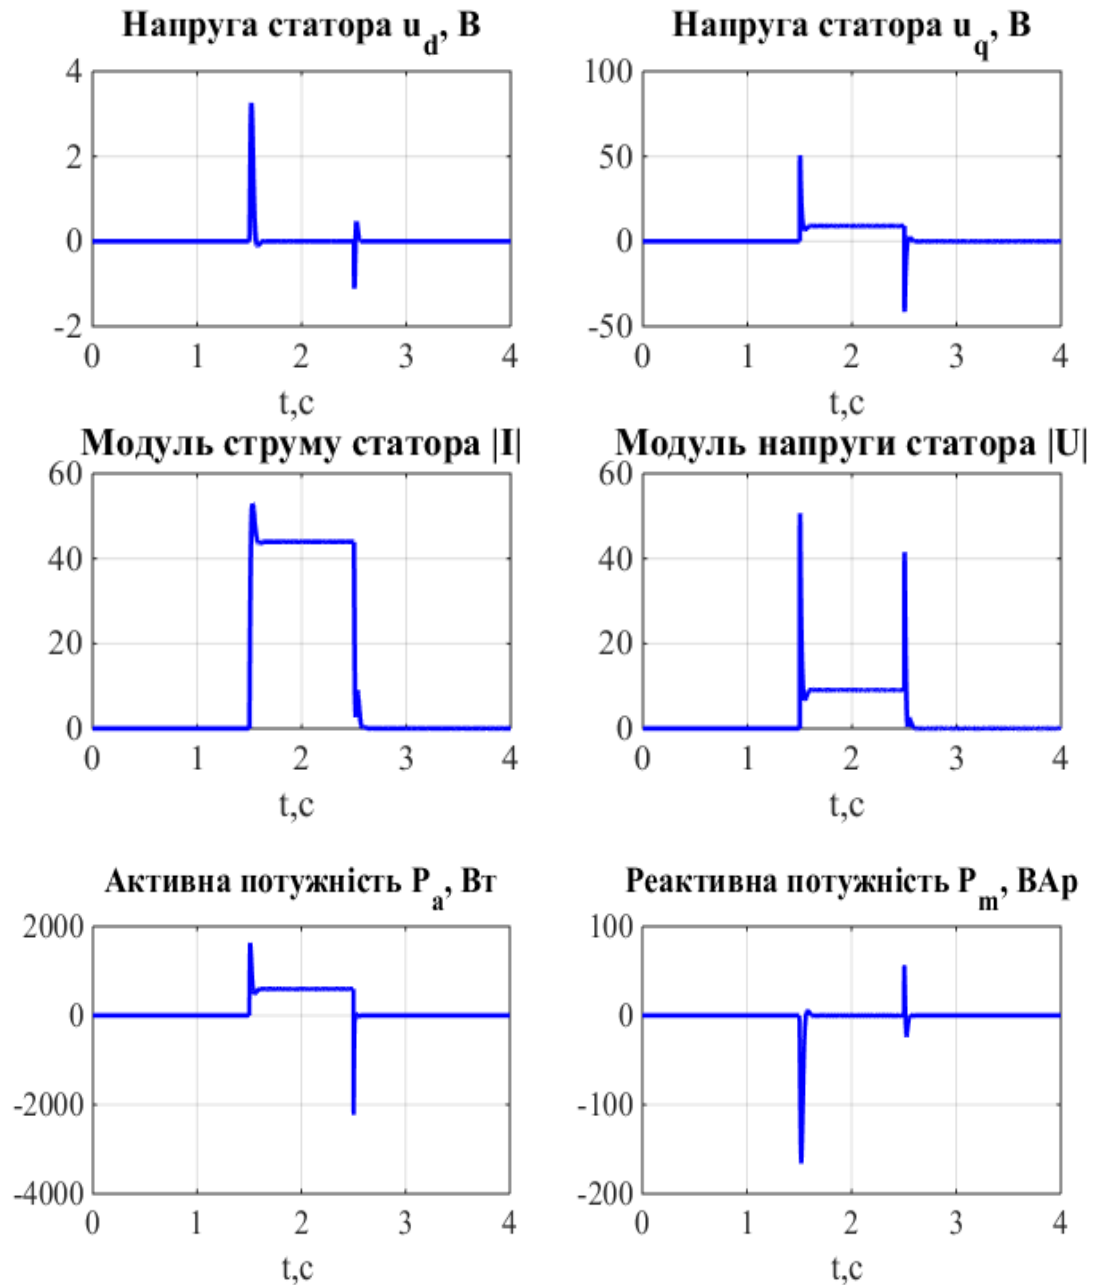 Напруга статора u_d, В
Напруга статора u_q, В
4
2
0
-2
0 1 2 3 4
t,c
100
50
0
-50
0 1 2 3 4
t,c
Модуль струму статора |I|
Модуль напруги статора |U|
60
40
20
0
0 1 2 3 4
t,c
60
40
20
0
0 1 2 3 4
t,c
Активна потужність P_a, Вт
Реактивна потужність P_m, ВАр
2000
0
-2000
-4000
0 1 2 3 4
t,c
100
0
-100
-200
0 1 2 3 4
t,c